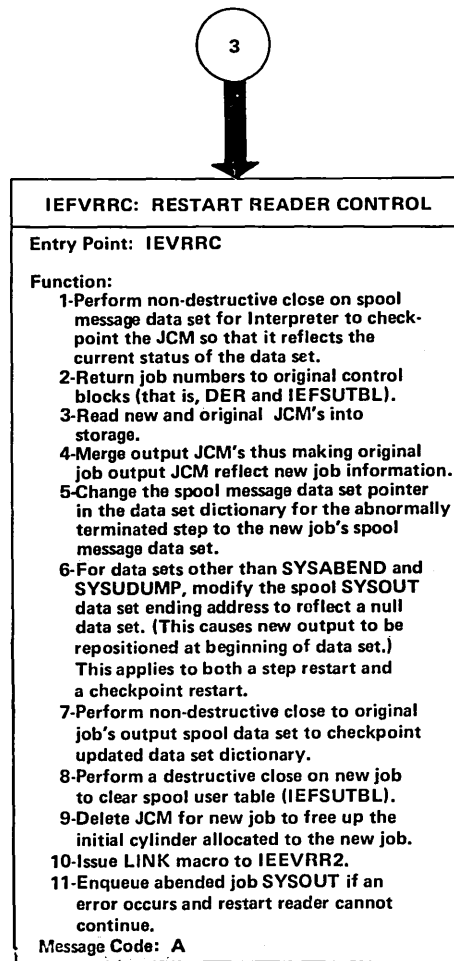 3
IEFVRRC: RESTART READER CONTROL
Entry Point: IEVRRC
Function:
1-Perform non-destructive close on spool
message data set for Interpreter to check-
point the JCM so that it reflects the
current status of the data set.
2-Return job numbers to original control
blocks (that is, DER and IEFSUTBL).
3-Read new and original JCM's into
storage.
4-Merge output JCM's thus making original
job output JCM reflect new job information.
5-Change the spool message data set pointer
in the data set dictionary for the abnormally
terminated step to the new job's spool
message data set.
6-For data sets other than SYSABEND and
SYSUDUMP, modify the spool SYSOUT
data set ending address to reflect a null
data set. (This causes new output to be
repositioned at beginning of data set.)
This applies to both a step restart and
a checkpoint restart.
7-Perform non-destructive close to original
job's output spool data set to checkpoint
updated data set dictionary.
8-Perform a destructive close on new job
to clear spool user table (IEFSUTBL).
9-Delete JCM for new job to free up the
initial cylinder allocated to the new job.
10-Issue LINK macro to IEEVRR2.
11-Enqueue abended job SYSOUT if an
error occurs and restart reader cannot
continue.
Message Code: A